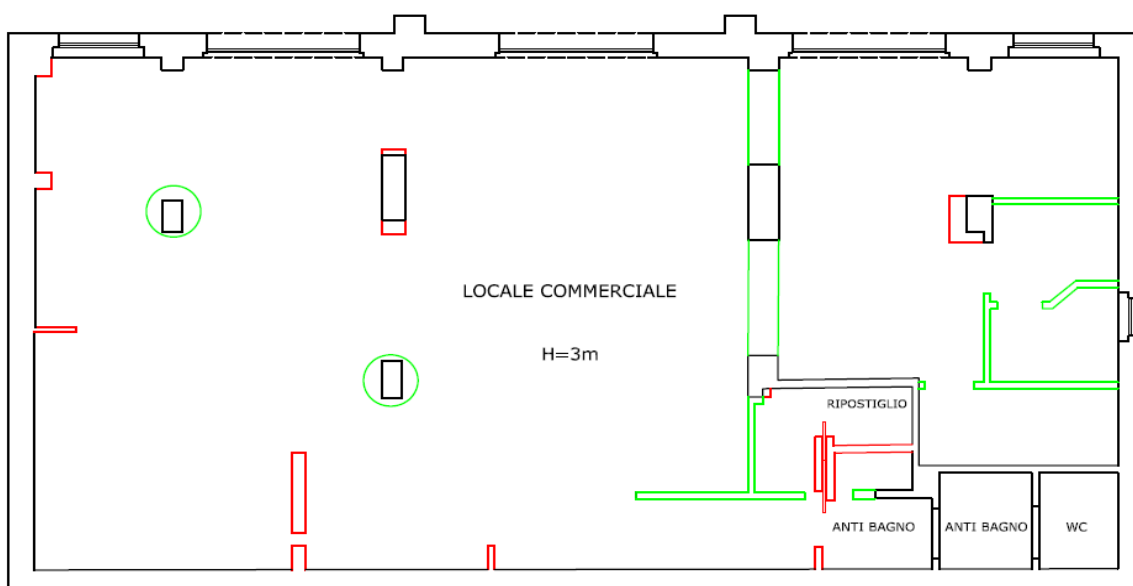 LOCALE COMMERCIALE
H=3m
RIPOSTIGLIO
ANTI BAGNO
ANTI BAGNO
WC